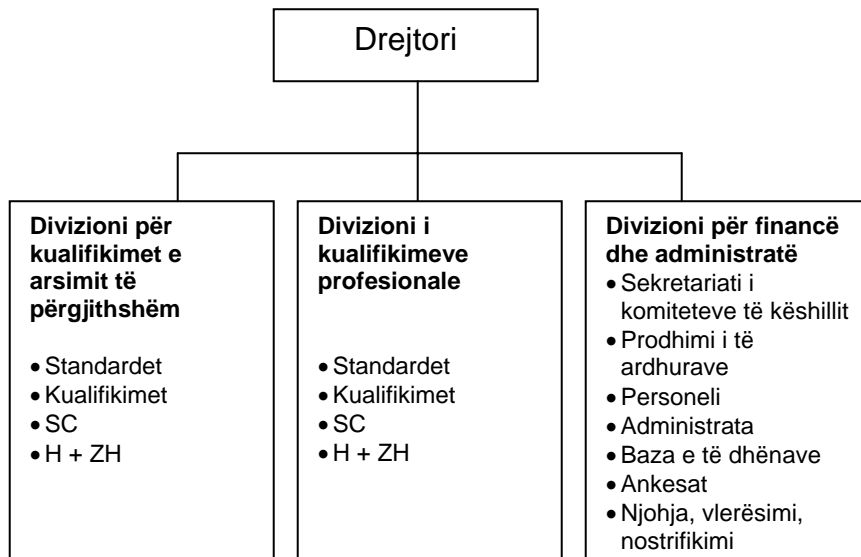 Drejtori
Divizioni për
kualifikimet e
arsimit të
përgjithshëm
• Standardet
• Kualifikimet
• SC
• H + ZH
Divizioni i
kualifikimeve
profesionale
• Standardet
• Kualifikimet
• SC
• H + ZH
Divizioni për financë
dhe administratë
• Sekretariati i
komiteteve të këshillit
• Prodhimi i të
ardhurave
• Personeli
• Administrata
• Baza e të dhënave
• Ankesat
• Njohja, vlerësimi,
nostrifikimi